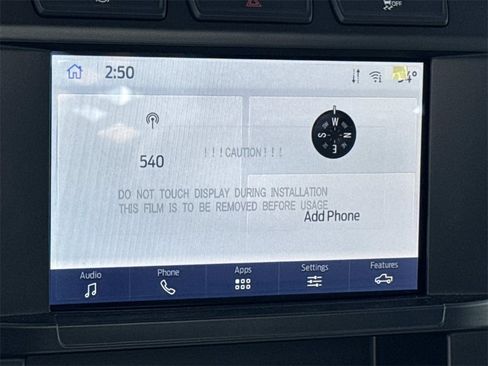 OFF
2:50
540
W
S N
E
! ! ! CAUTION ! ! !
DO NOT TOUCH DISPLAY DURING INSTALLATION
THIS FILM IS TO BE REMOVED BEFORE USAGE
Add Phone
Audio Phone Apps Settings Features